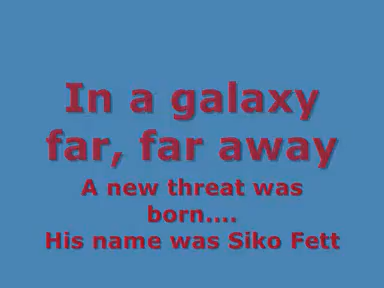 In a galaxy
far, far away
A new threat was
born....
His name was Siko Fett